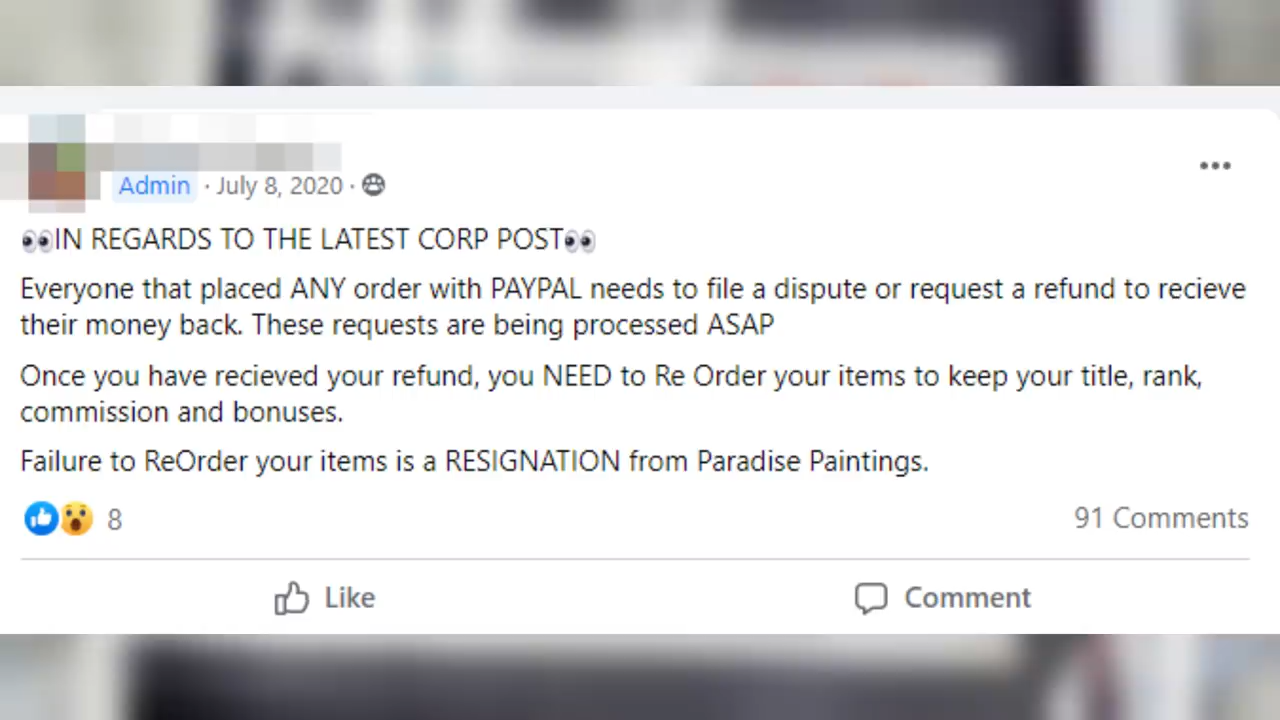 Admin · July 8, 2020 ·
👀IN REGARDS TO THE LATEST CORP POST👀
Everyone that placed ANY order with PAYPAL needs to file a dispute or request a refund to recieve
their money back. These requests are being processed ASAP
Once you have recieved your refund, you NEED to Re Order your items to keep your title, rank,
commission and bonuses.
Failure to ReOrder your items is a RESIGNATION from Paradise Paintings.
8
91 Comments
Like
Comment